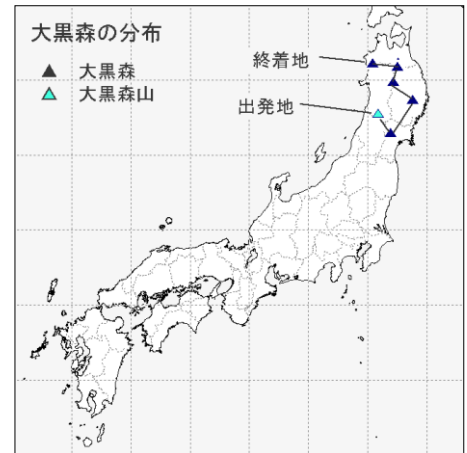 大黒森の分布
▲ 大黒森
▲ 大黒森山
終着地
出発地